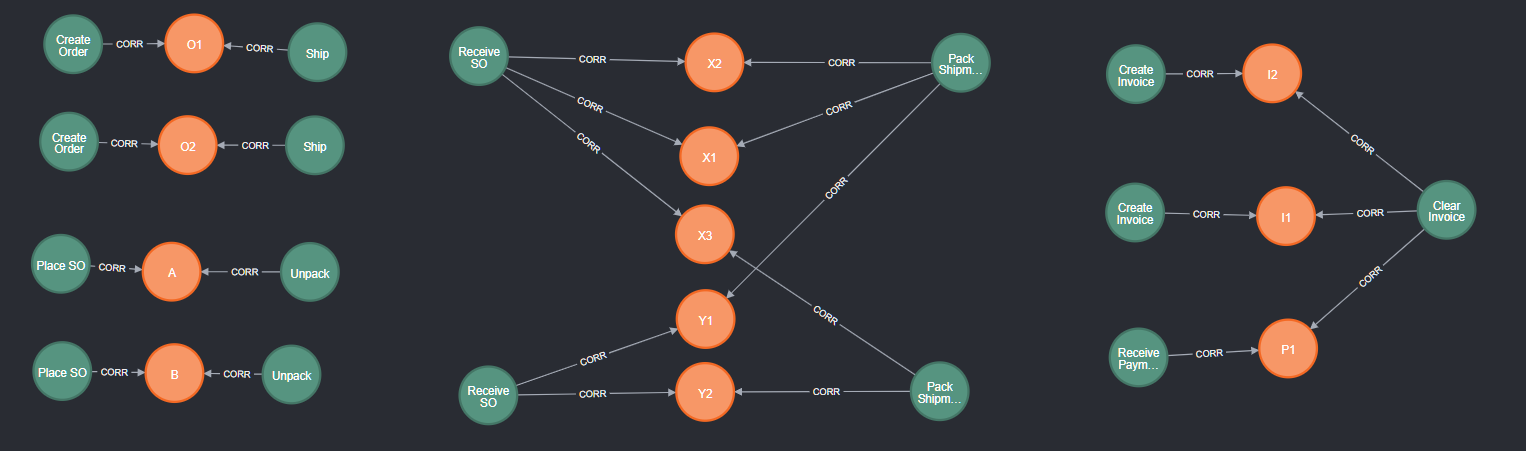 Create
Order
CORR
O1
CORR
Ship
Create
Order
CORR
O2
CORR
Ship
Place SO
CORR
A
CORR
Unpack
Place SO
CORR
B
CORR
Unpack
Receive
SO
CORR
X2
CORR
Pack
Shipm...
CORR
X1
CORR
CORR
X3
CORR
Y1
CORR
CORR
Receive
SO
CORR
Y2
CORR
Pack
Shipm...
Create
Invoice
CORR
I2
CORR
Create
Invoice
CORR
I1
CORR
Clear
Invoice
CORR
Receive
Paym...
CORR
P1